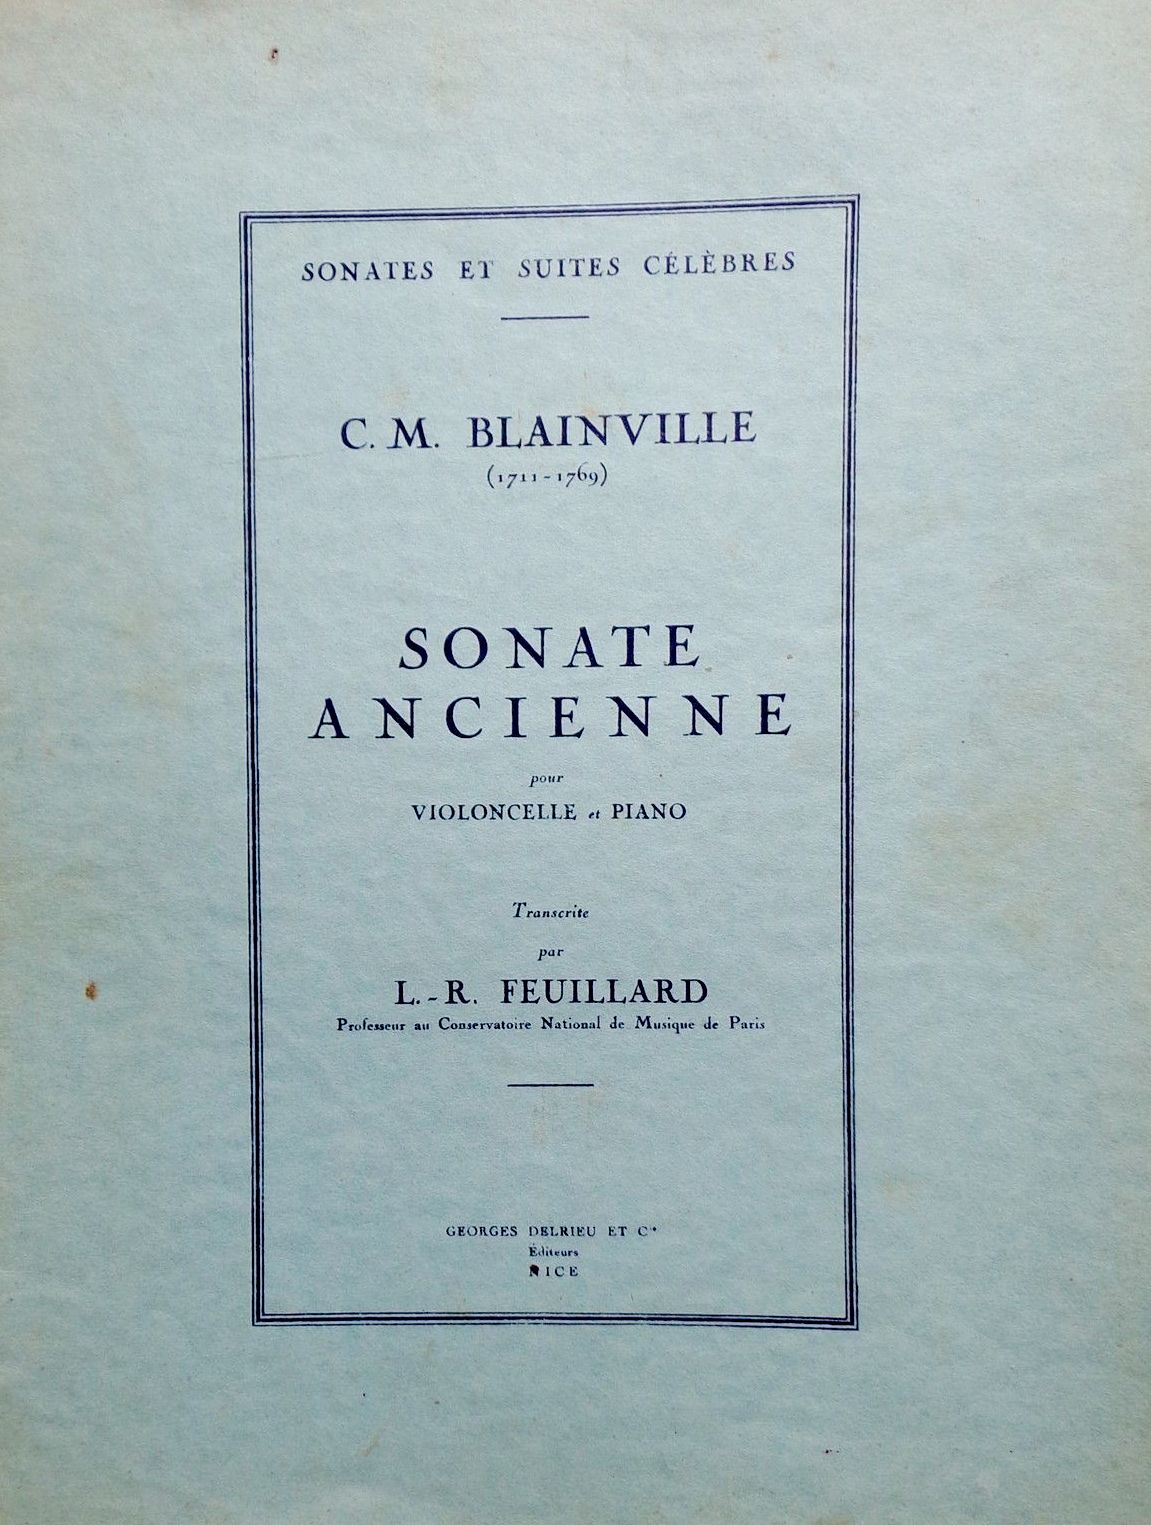 SONATES ET SUITES CÉLÈBRES
C. M. BLAINVILLE
(1711-1769)
SONATE
ANCIENNE
pour
VIOLONCELLE et PIANO
Transcrite
par
L.-R. FEUILLARD
Professeur au Conservatoire National de Musique de Paris
GEORGES DELRIEU ET Cie
Éditeurs
NICE